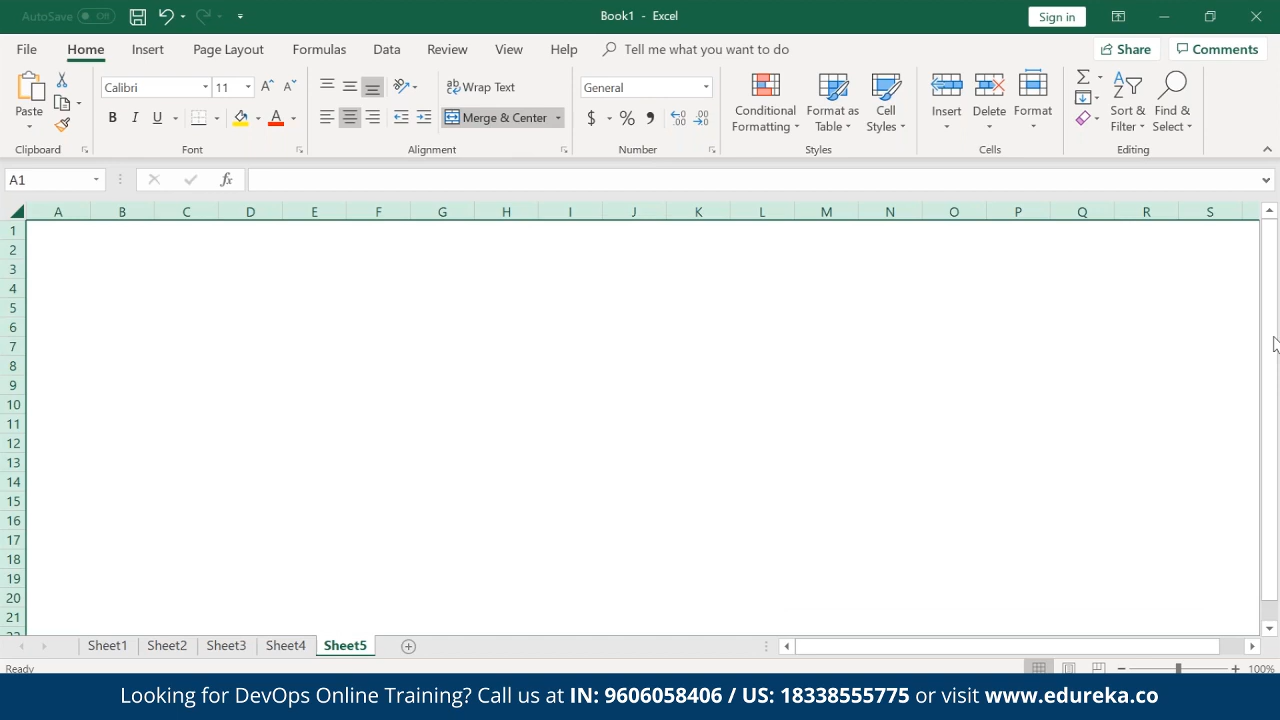 AutoSave Off Book1 - Excel Sign in
File Home Insert Page Layout Formulas Data Review View Help Tell me what you want to do Share Comments
Paste Calibri 11 Wrap Text General Conditional Formatting Format as Table Cell Styles Insert Delete Format Sort & Filter Find & Select
B I U A Merge & Center $ % ,
Clipboard Font Alignment Number Styles Cells Editing
A1 fx
A B C D E F G H I J K L M N O P Q R S
1
2
3
4
5
6
7
8
9
10
11
12
13
14
15
16
17
18
19
20
21
Sheet1 Sheet2 Sheet3 Sheet4 Sheet5
Ready 100%
Looking for DevOps Online Training? Call us at IN: 9606058406 / US: 18338555775 or visit www.edureka.co